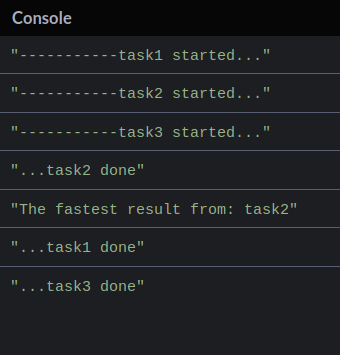 Console
"-----------task1 started..."
"-----------task2 started..."
"-----------task3 started..."
"...task2 done"
"The fastest result from: task2"
"...task1 done"
"...task3 done"